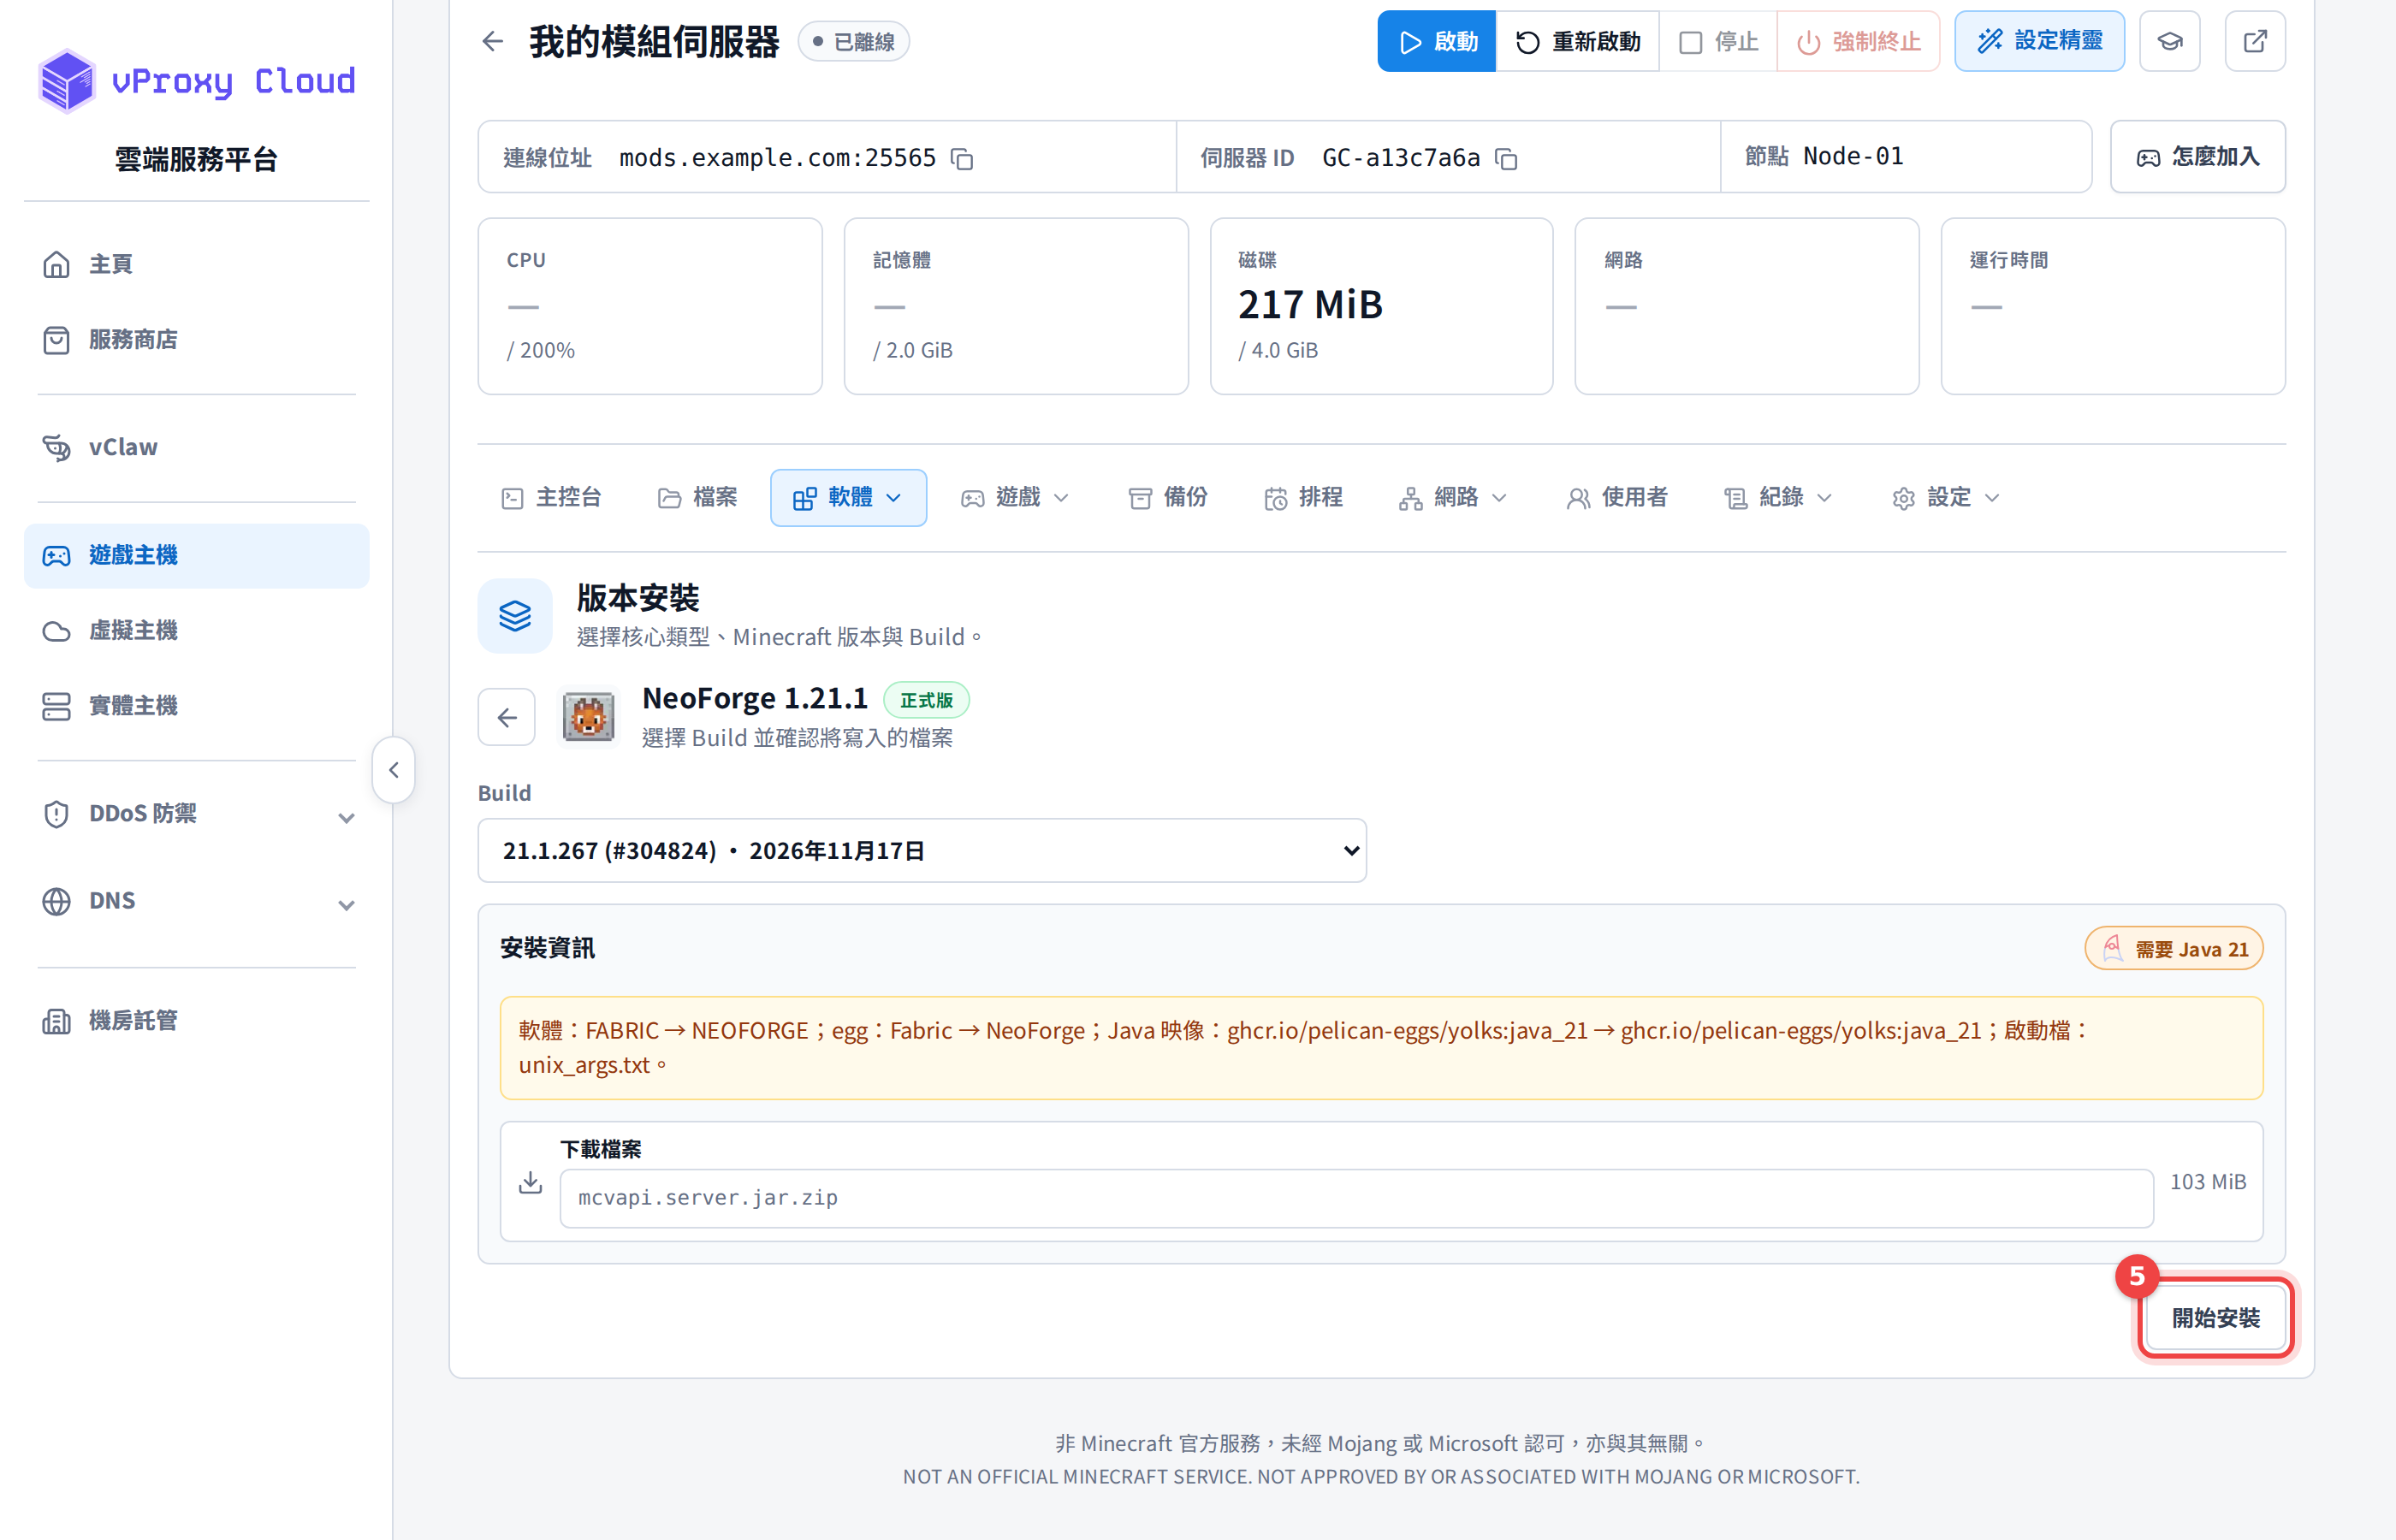 vProxy Cloud
雲端服務平台
主頁
服務商店
vClaw
遊戲主機
虛擬主機
實體主機
DDoS 防禦
DNS
機房託管
我的模組伺服器
已離線
啟動
重新啟動
停止
強制終止
設定精靈
連線位址 mods.example.com:25565
伺服器 ID GC-a13c7a6a
節點 Node-01
怎麼加入
CPU
—
/ 200%
記憶體
—
/ 2.0 GiB
磁碟
217 MiB
/ 4.0 GiB
網路
—
運行時間
—
主控台
檔案
軟體
遊戲
備份
排程
網路
使用者
紀錄
設定
版本安裝
選擇核心類型、Minecraft 版本與 Build。
NeoForge 1.21.1 正式版
選擇 Build 並確認將寫入的檔案
Build
21.1.267 (#304824) • 2026年11月17日
安裝資訊
需要 Java 21
軟體：FABRIC → NEOFORGE；egg：Fabric → NeoForge；Java 映像：ghcr.io/pelican-eggs/yolks:java_21 → ghcr.io/pelican-eggs/yolks:java_21；啟動檔：
unix_args.txt。
下載檔案
mcvapi.server.jar.zip
103 MiB
5
開始安裝
非 Minecraft 官方服務，未經 Mojang 或 Microsoft 認可，亦與其無關。
NOT AN OFFICIAL MINECRAFT SERVICE. NOT APPROVED BY OR ASSOCIATED WITH MOJANG OR MICROSOFT.